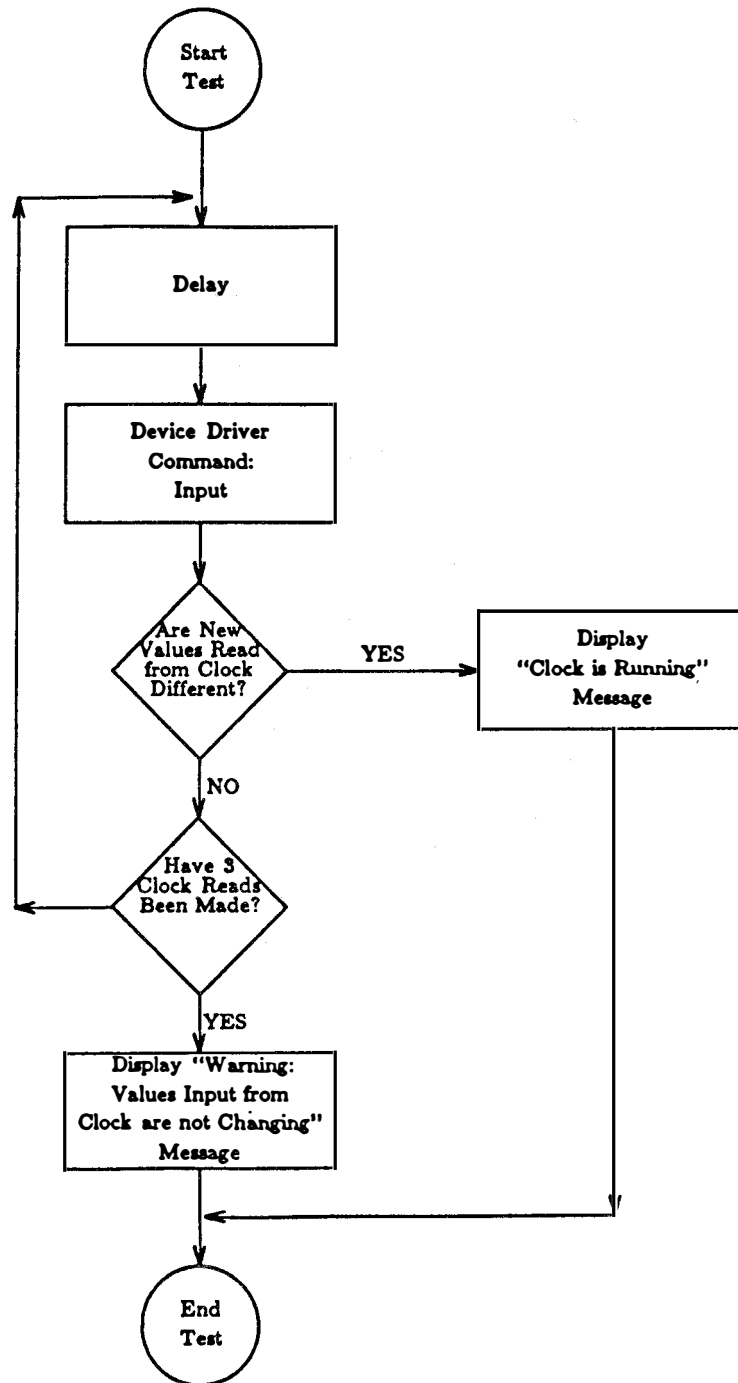 Start
Test
Delay
Device Driver
Command:
Input
Are New
Values Read
from Clock
Different?
YES
Display
“Clock is Running”
Message
NO
Have 3
Clock Reads
Been Made?
YES
Display “Warning:
Values Input from
Clock are not Changing”
Message
End
Test